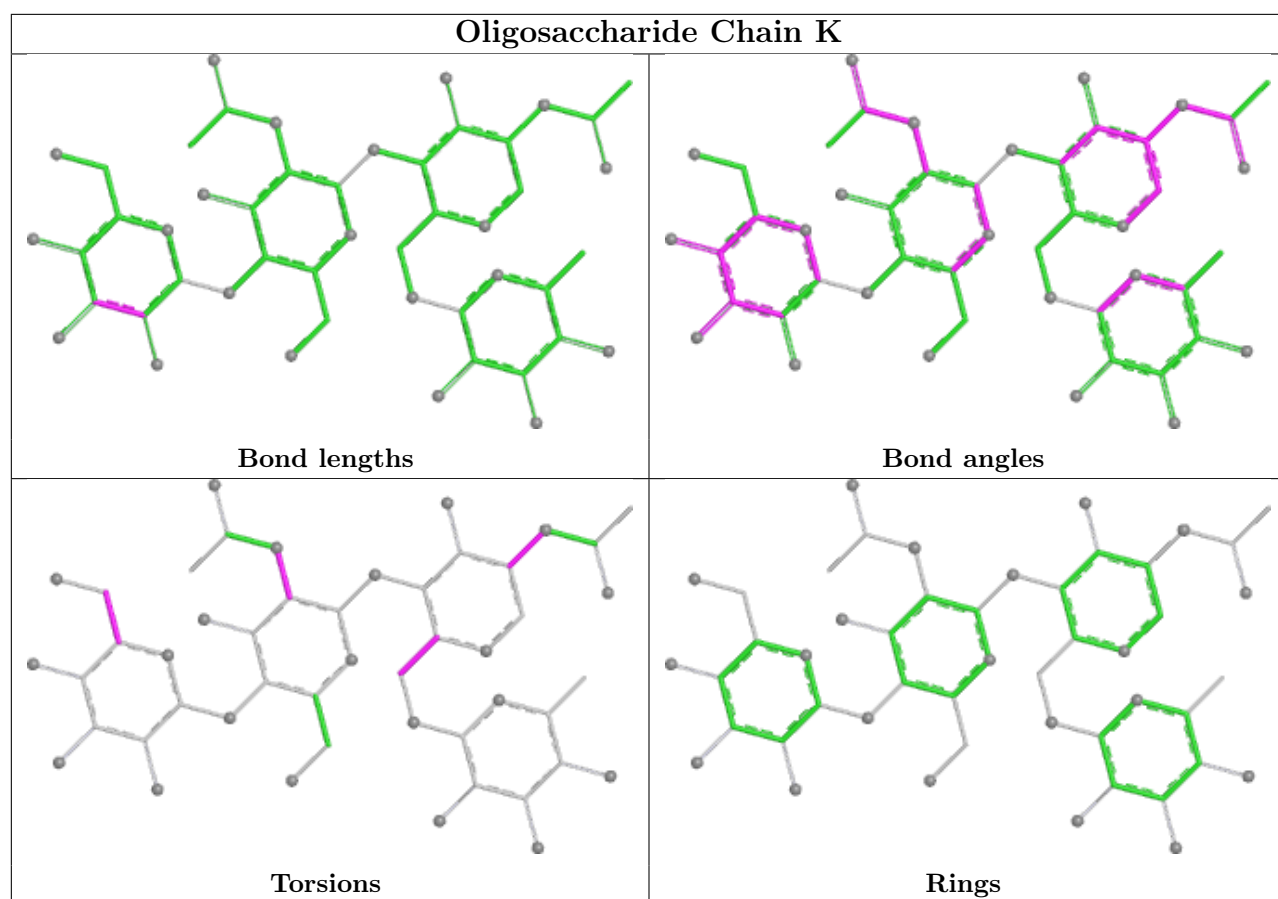 Oligosaccharide Chain K
Bond lengths
Bond angles
Torsions
Rings